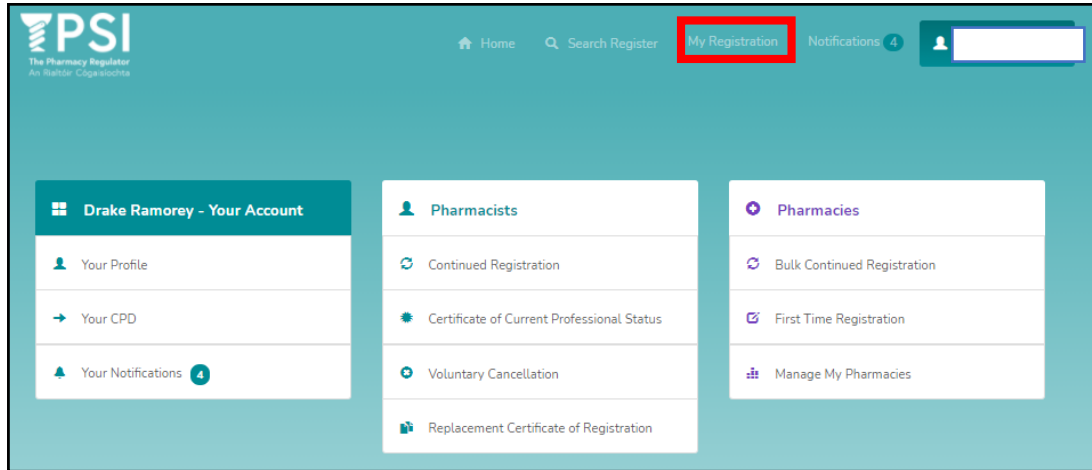 PSI
The Pharmacy Regulator
An Rialtóir Cógaisíochta
Home
Search Register
My Registration
Notifications 4
Drake Ramorey - Your Account
Your Profile
Your CPD
Your Notifications 4
Pharmacists
Continued Registration
Certificate of Current Professional Status
Voluntary Cancellation
Replacement Certificate of Registration
Pharmacies
Bulk Continued Registration
First Time Registration
Manage My Pharmacies